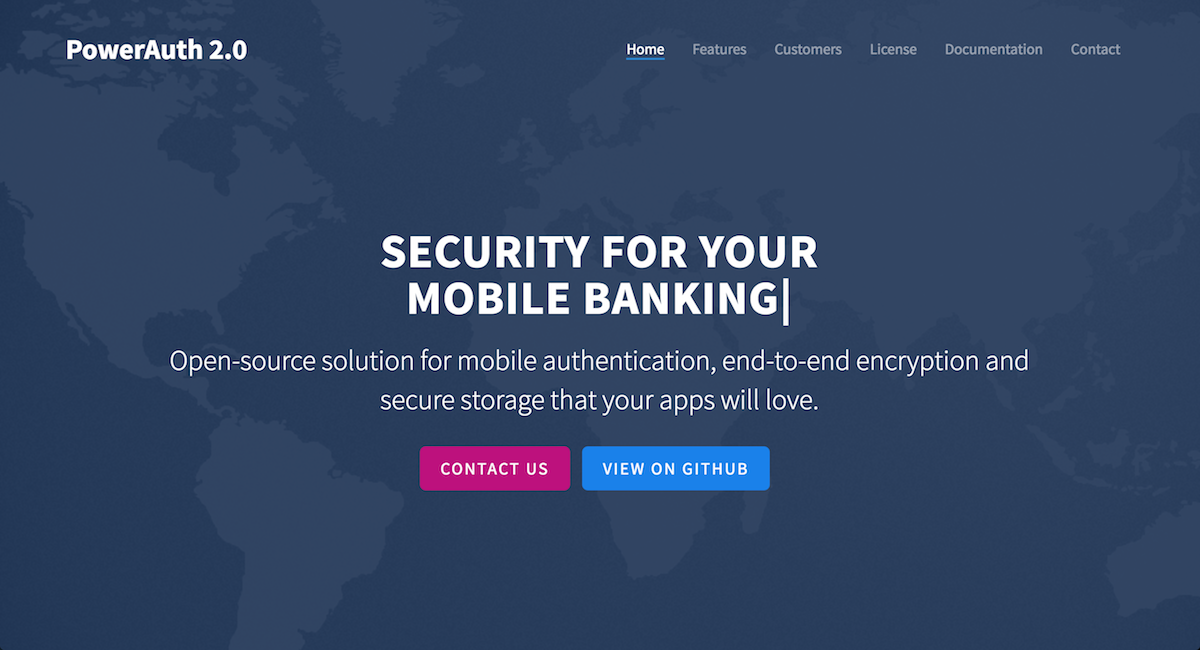 PowerAuth 2.0
Home Features Customers License Documentation Contact
SECURITY FOR YOUR
MOBILE BANKING|
Open-source solution for mobile authentication, end-to-end encryption and
secure storage that your apps will love.
CONTACT US
VIEW ON GITHUB